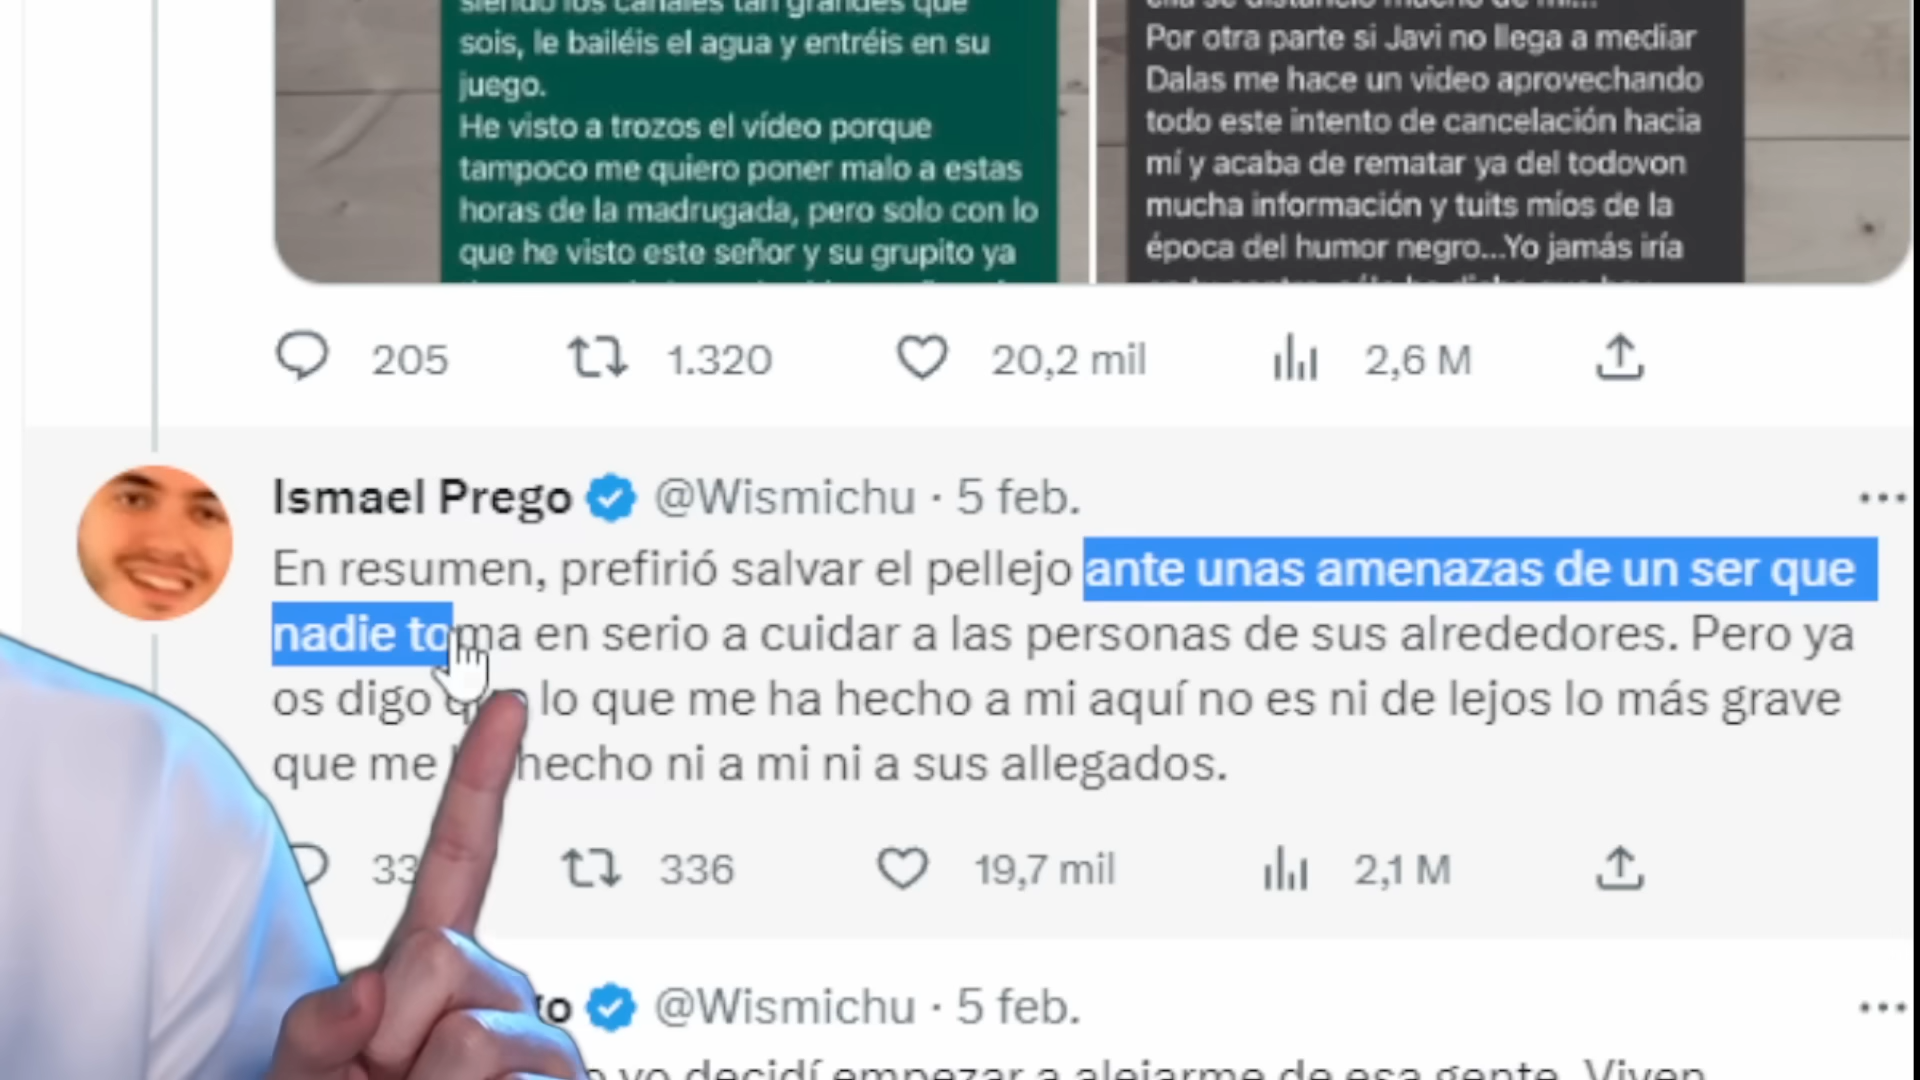 siendo los canales tan grandes que
sois, le bailéis el agua y entréis en su
juego.
He visto a trozos el vídeo porque
tampoco me quiero poner malo a estas
horas de la madrugada, pero solo con lo
que he visto este señor y su grupito ya
ella se distanció mucho de mi...
Por otra parte si Javi no llega a mediar
Dalas me hace un video aprovechando
todo este intento de cancelación hacia
mí y acaba de rematar ya del todovon
mucha información y tuits míos de la
época del humor negro...Yo jamás iría
205 1.320 20,2 mil 2,6 M
Ismael Prego @Wismichu · 5 feb.
En resumen, prefirió salvar el pellejo ante unas amenazas de un ser que
nadie toma en serio a cuidar a las personas de sus alrededores. Pero ya
os digo lo que me ha hecho a mi aquí no es ni de lejos lo más grave
que me hecho ni a mi ni a sus allegados.
33 336 19,7 mil 2,1 M
go @Wismichu · 5 feb.
yo decidí empezar a alejarme de esa gente. Viven